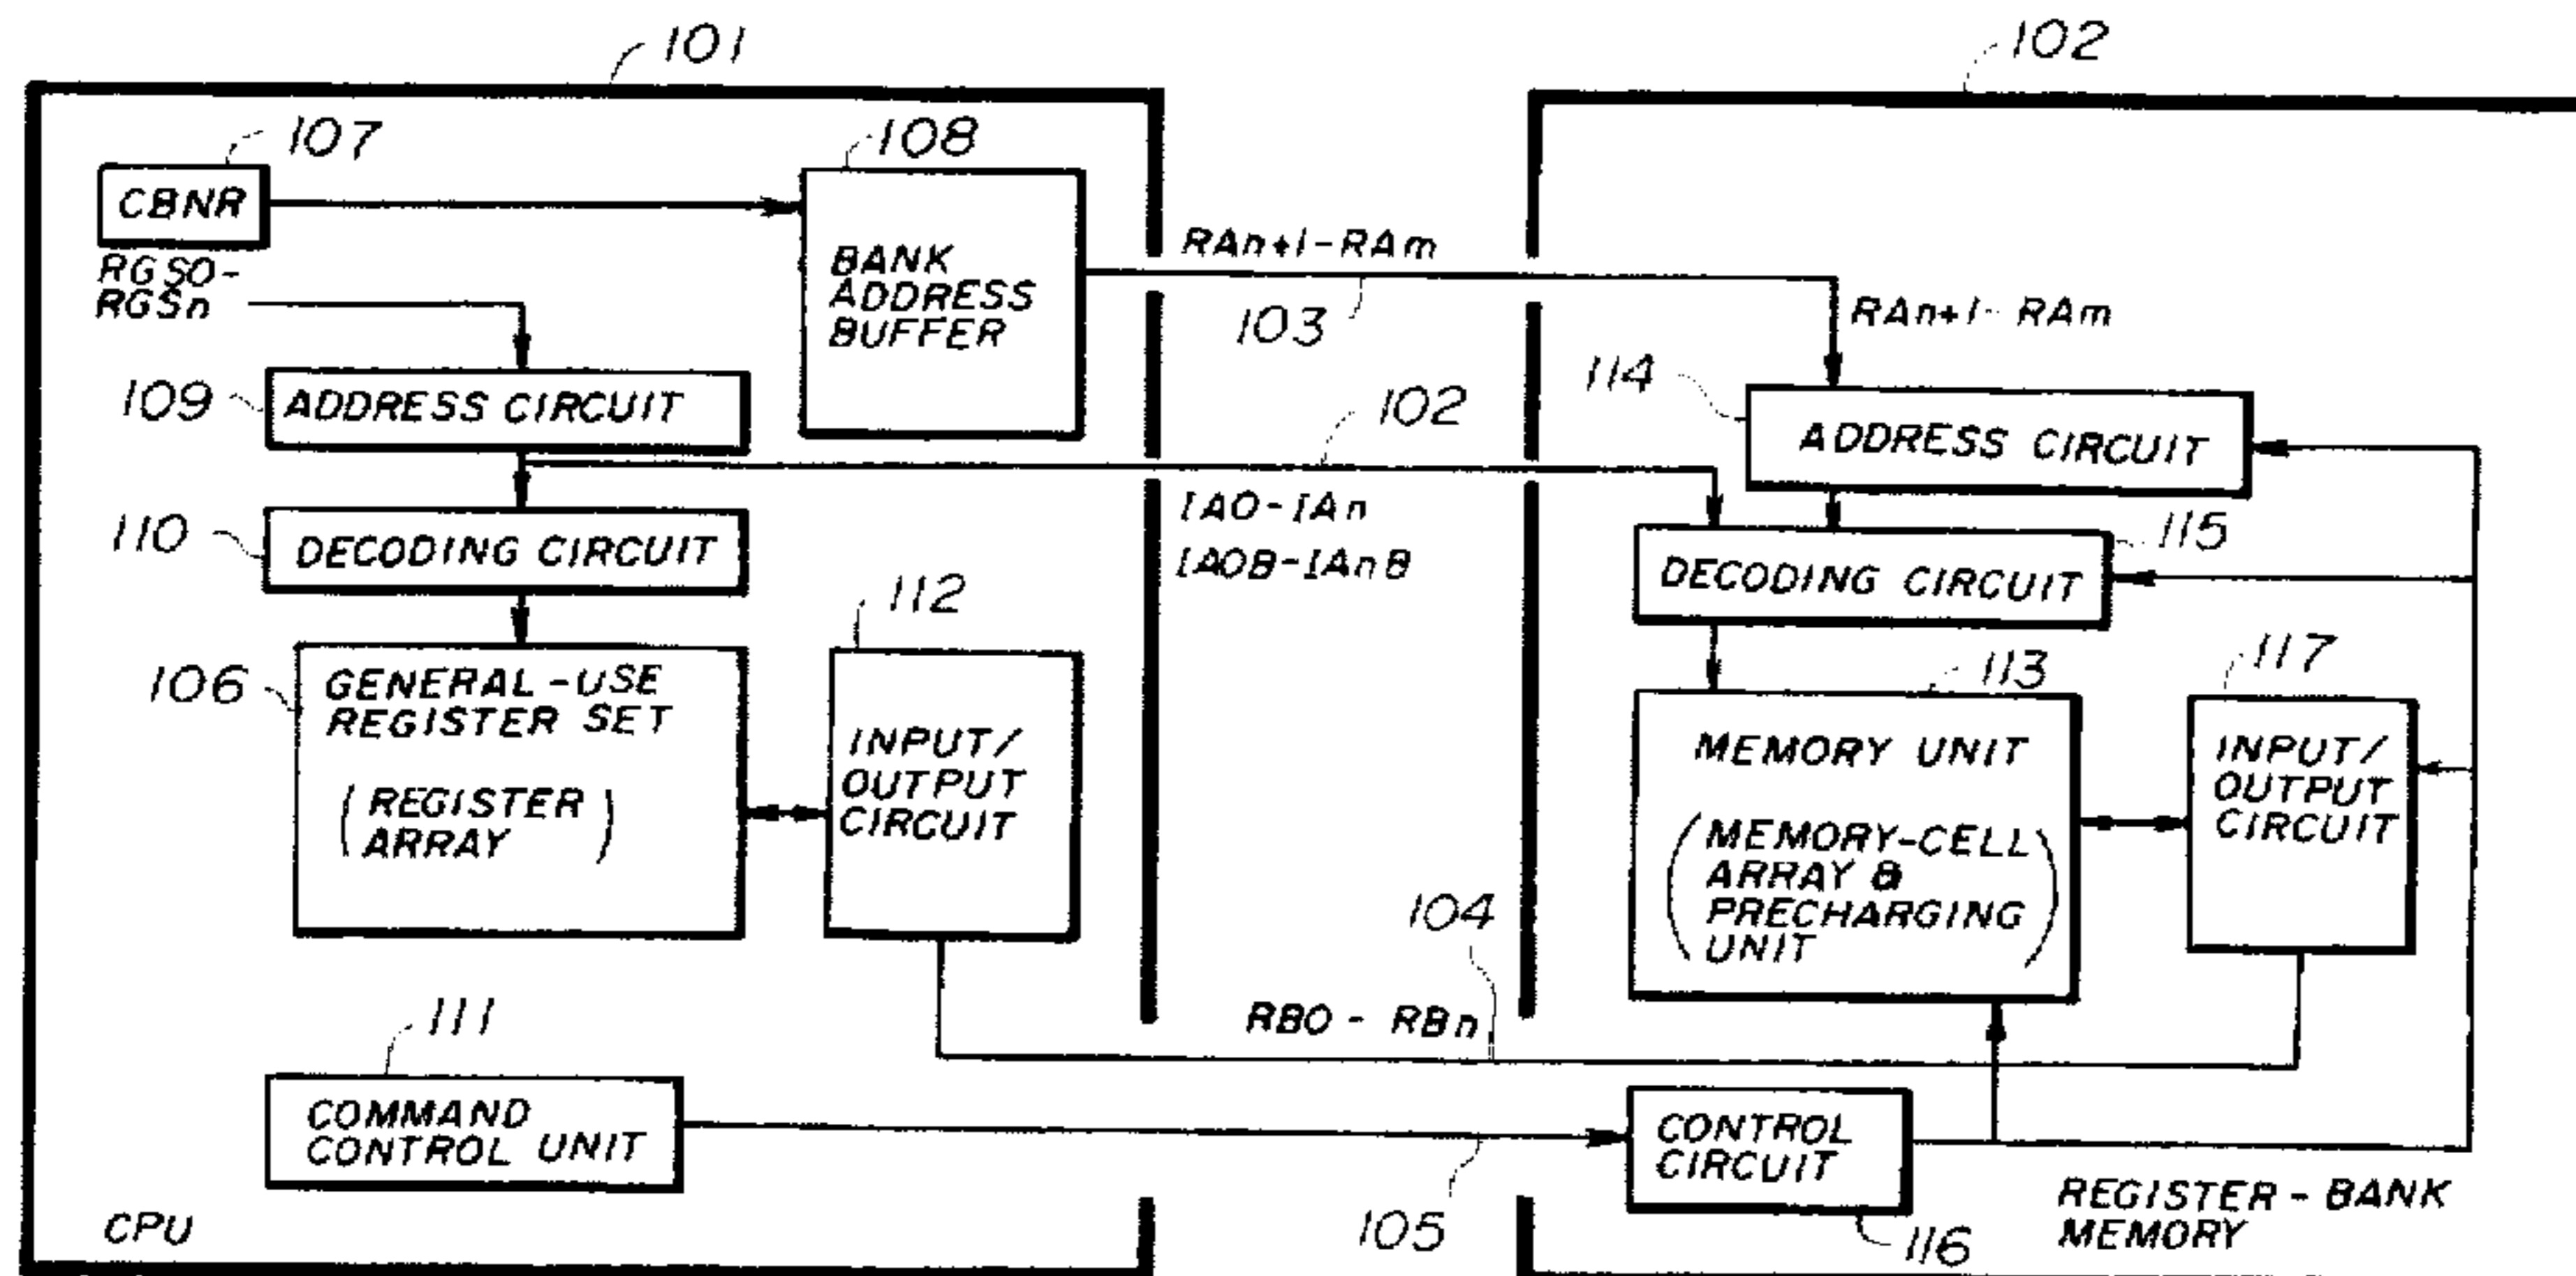 101
102
107
CBNR
108
BANK
ADDRESS
BUFFER
RGS0-
RGSn
RAn+1-RAm
103
RAn+1-RAm
109
ADDRESS CIRCUIT
102
114
ADDRESS CIRCUIT
110
DECODING CIRCUIT
IA0-IAn
IA0B-IAnB
115
DECODING CIRCUIT
106
GENERAL-USE
REGISTER SET
(REGISTER
ARRAY)
112
INPUT/
OUTPUT
CIRCUIT
113
MEMORY UNIT
(MEMORY-CELL
ARRAY &
PRECHARGING
UNIT)
117
INPUT/
OUTPUT
CIRCUIT
104
RB0 - RBn
111
COMMAND
CONTROL UNIT
105
CONTROL
CIRCUIT
116
CPU
REGISTER-BANK
MEMORY